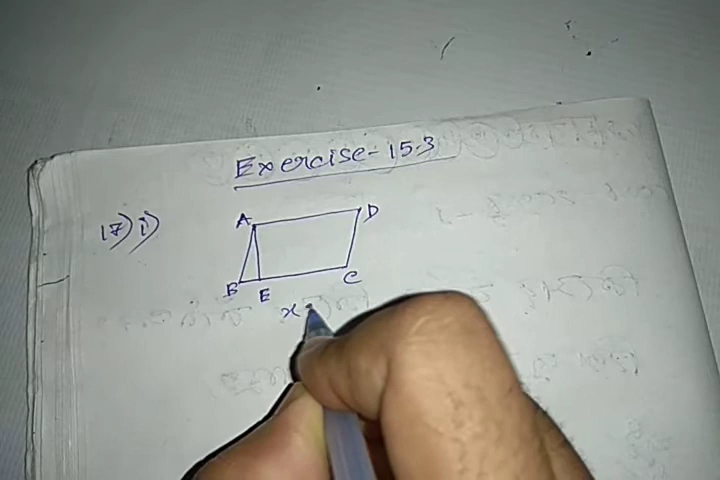 Exercise-15.3
17) i)
A D
B E C
x